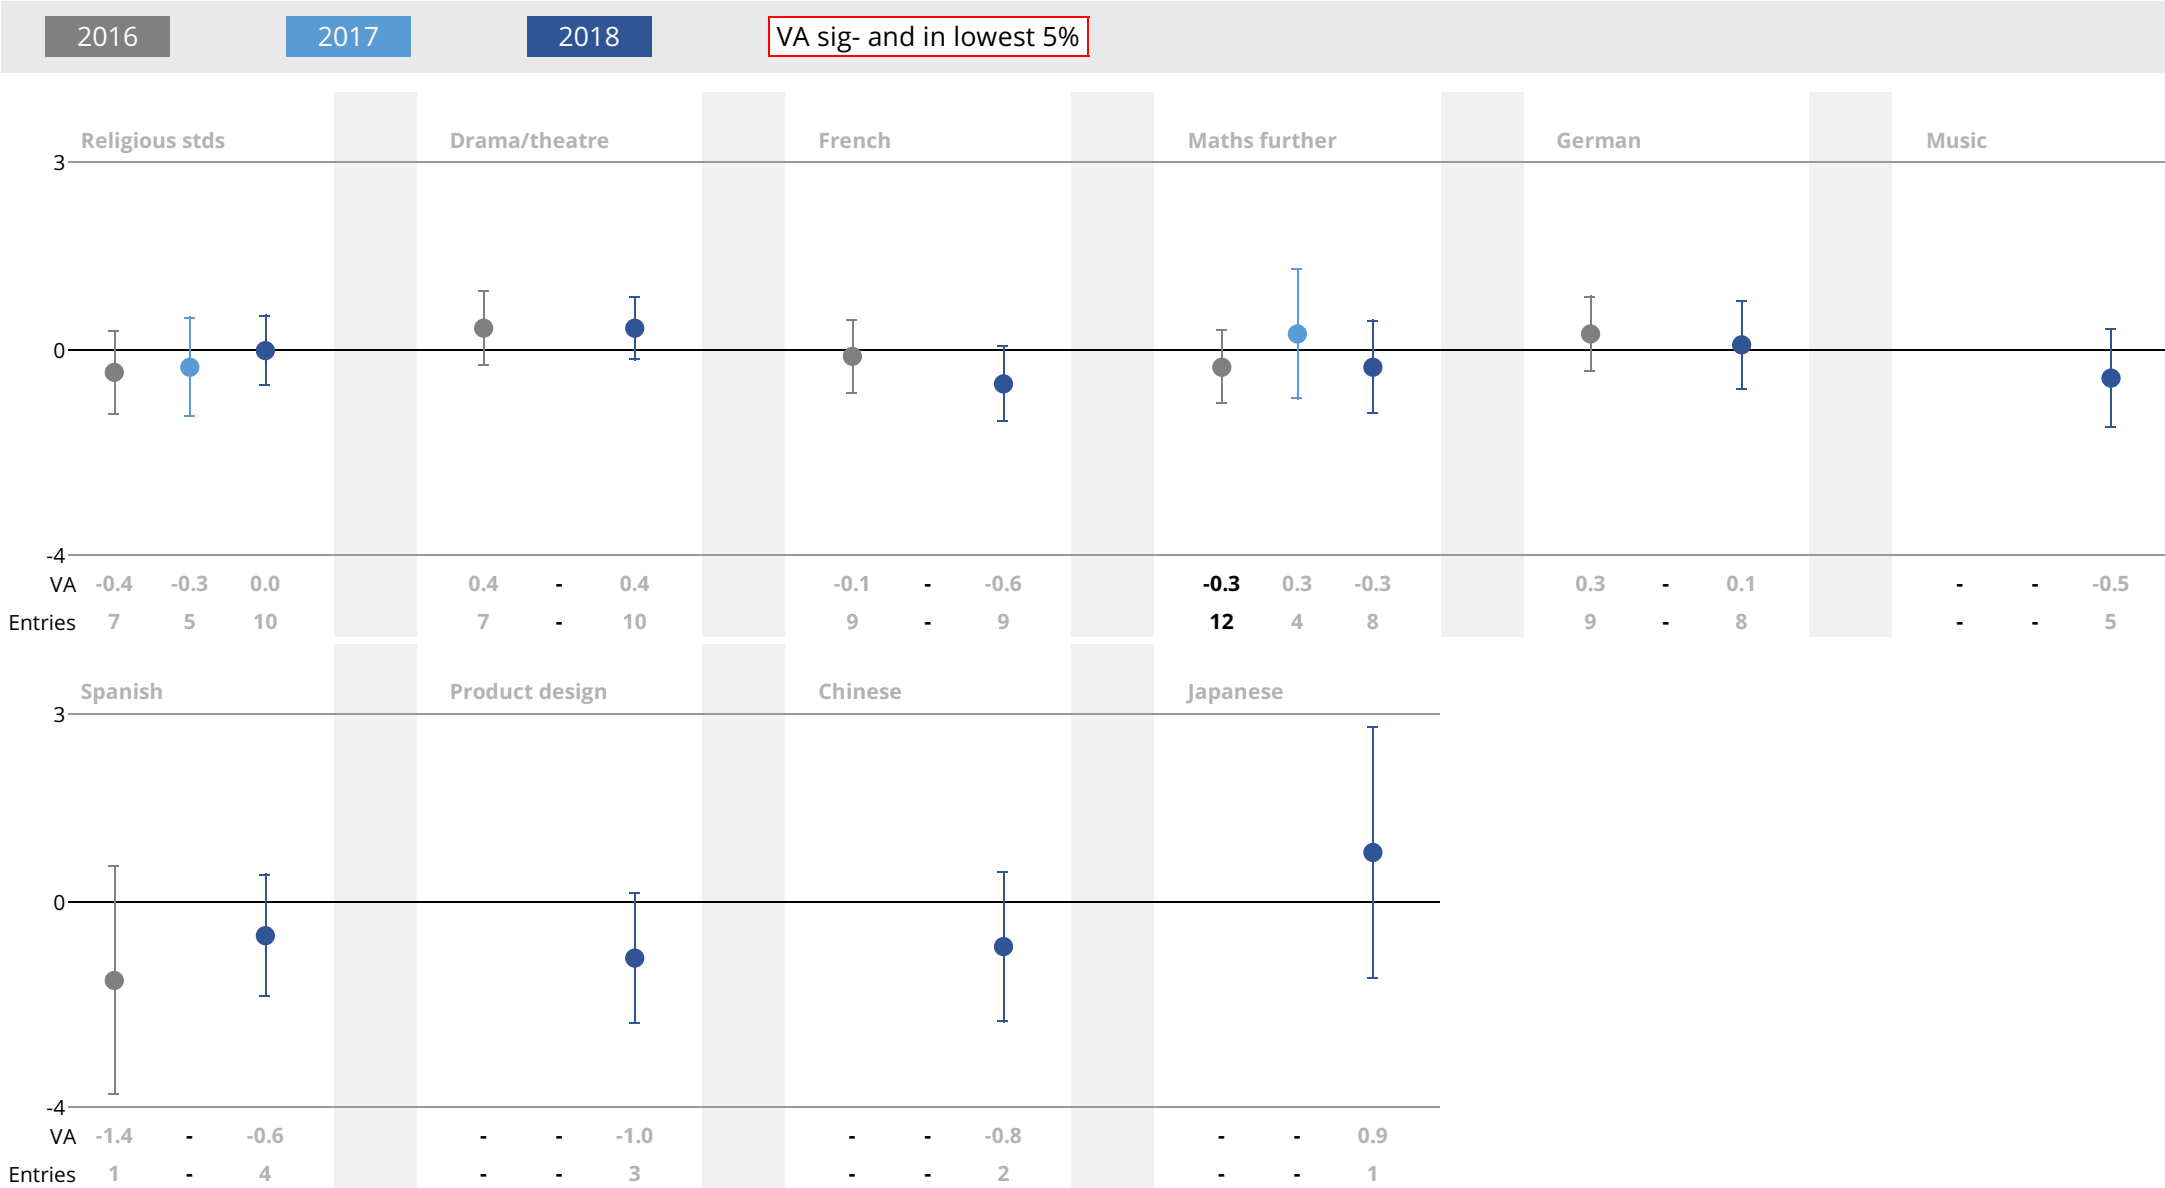 2016 2017 2018 VA sig- and in lowest 5%
Religious stds Drama/theatre French Maths further German Music
3
0
-4
VA -0.4 -0.3 0.0 0.4 - 0.4 -0.1 - -0.6 -0.3 0.3 -0.3 0.3 - 0.1 - - -0.5
Entries 7 5 10 7 - 10 9 - 9 12 4 8 9 - 8 - - 5
Spanish Product design Chinese Japanese
3
0
-4
VA -1.4 - -0.6 - - -1.0 - - -0.8 - - 0.9
Entries 1 - 4 - - 3 - - 2 - - 1